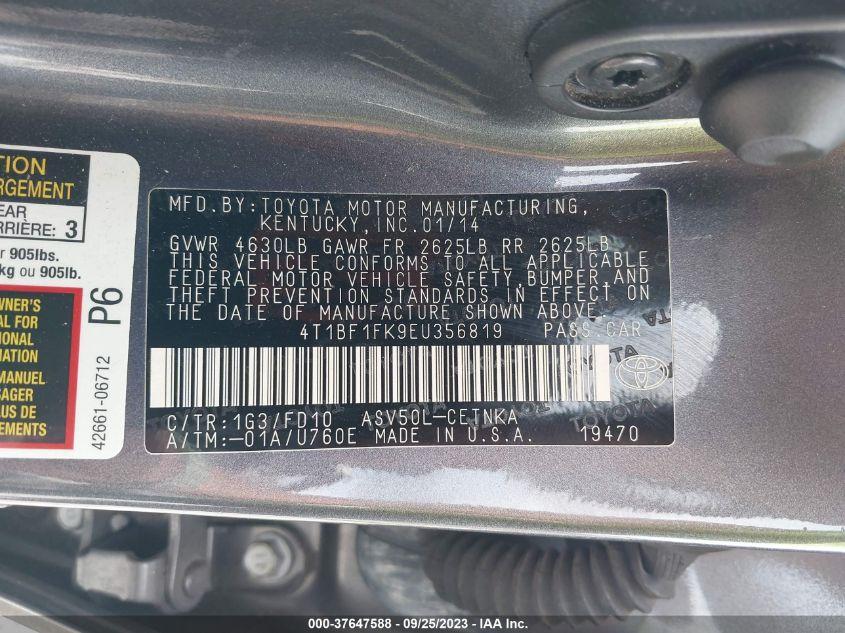 TION
RGEMENT
EAR
RRIÈRE: 3
r 905lbs.
kg ou 905lb.
WNER'S
AL FOR
IONAL
MATION
MANUEL
SAGER
LUS DE
P6
42661-06712
MFD.BY:TOYOTA MOTOR MANUFACTURING,
KENTUCKY,INC.01/14
GVWR 4630LB GAWR FR 2625LB RR 2625LB
THIS VEHICLE CONFORMS TO ALL APPLICABLE
FEDERAL MOTOR VEHICLE SAFETY,BUMPER,AND
THEFT PREVENTION STANDARDS IN EFFECT ON
THE DATE OF MANUFACTURE SHOWN ABOVE.
4T1BF1FK9EU356819 PASS.CAR
C/TR:1G3/FD10 ASV50L-CETNKA
A/TM:-01A/U760E MADE IN U.S.A. 19470
000-37647588 - 09/25/2023 - IAA Inc.